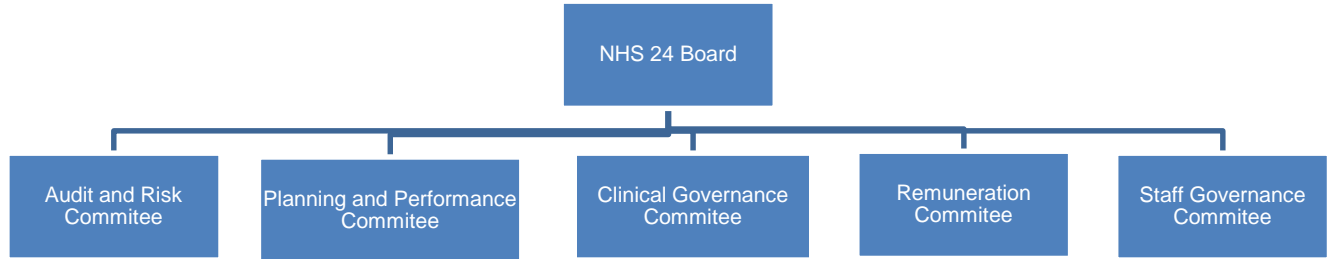 NHS 24 Board
Audit and Risk
Commitee
Planning and Performance
Commitee
Clinical Governance
Commitee
Remuneration
Commitee
Staff Governance
Commitee